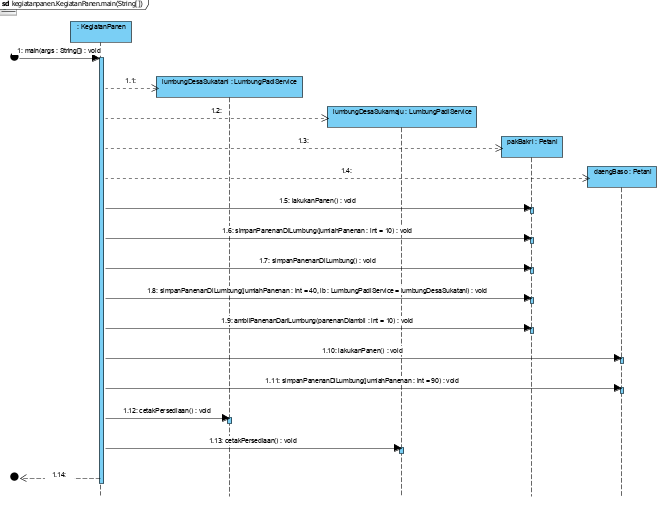 sd kegiatanpanen.KegiatanPanen.main(String[])
: KegiatanPanen
1: main(args : String[]) : void
1.1:
lumbungDesaSukatani : LumbungPadiService
1.2:
lumbungDesaSukamaju : LumbungPadiService
1.3:
pakBakri : Petani
1.4:
daengBaso : Petani
1.5: lakukanPanen() : void
1.6: simpanPanenanDiLumbung(jumlahPanenan : int = 10) : void
1.7: simpanPanenanDiLumbung() : void
1.8: simpanPanenanDiLumbung(jumlahPanenan : int = 40, lb : LumbungPadiService = lumbungDesaSukatani) : void
1.9: ambilPanenanDariLumbung(panenanDiambil : int = 10) : void
1.10: lakukanPanen() : void
1.11: simpanPanenanDiLumbung(jumlahPanenan : int = 90) : void
1.12: cetakPersediaan() : void
1.13: cetakPersediaan() : void
1.14: